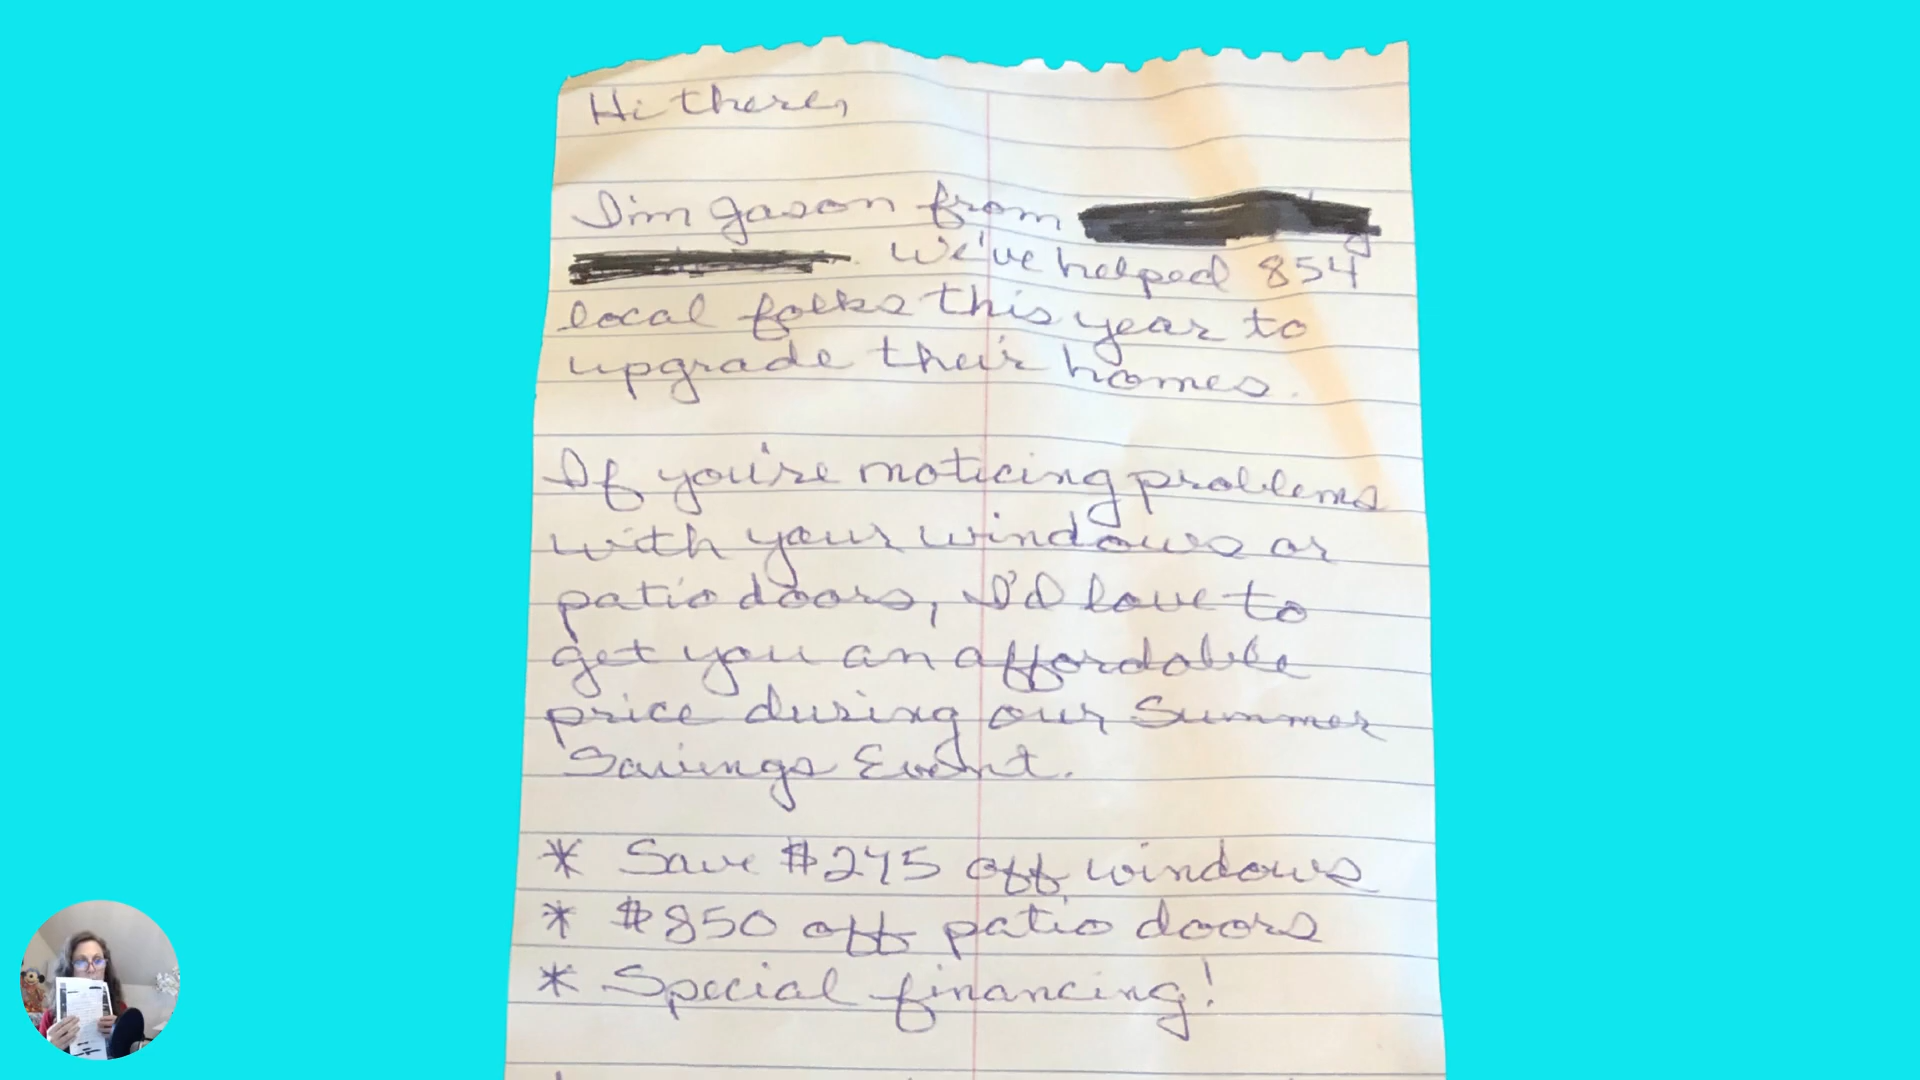 Hi there,
I'm Jason from
. We've helped 854
local folks this year to
upgrade their homes.
If you're noticing problems
with your windows or
patio doors, I'd love to
get you an affordable
price during our Summer
Savings Event.
* Save $275 off windows
* $850 off patio doors
* Special financing!